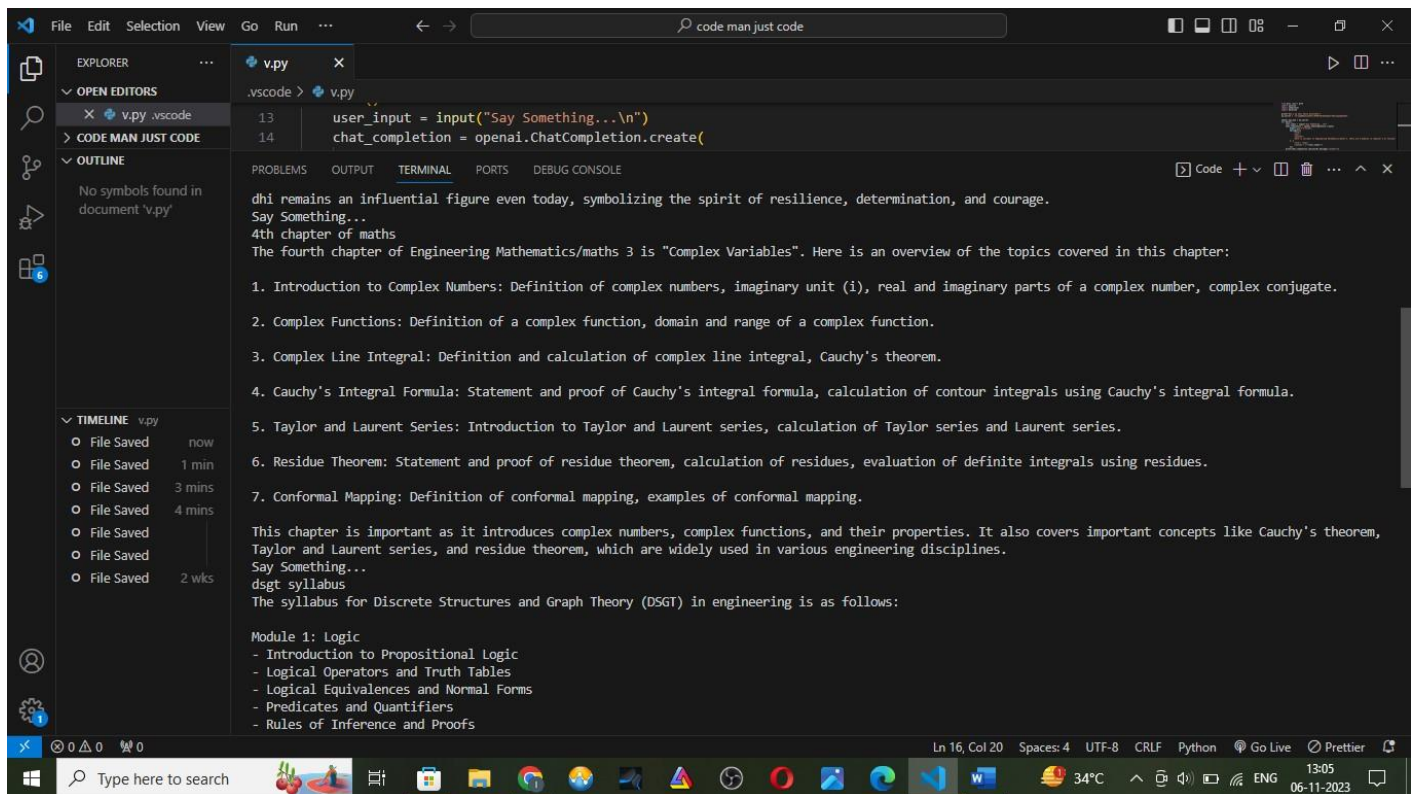 File Edit Selection View Go Run ...
code man just code
EXPLORER ...
v.py
OPEN EDITORS
.vscode > v.py
v.py .vscode
13 user_input = input("Say Something...\n")
CODE MAN JUST CODE
14 chat_completion = openai.ChatCompletion.create(
OUTLINE
No symbols found in
document 'v.py'
PROBLEMS OUTPUT TERMINAL PORTS DEBUG CONSOLE
Code
dhi remains an influential figure even today, symbolizing the spirit of resilience, determination, and courage.
Say Something...
4th chapter of maths
The fourth chapter of Engineering Mathematics/maths 3 is "Complex Variables". Here is an overview of the topics covered in this chapter:
1. Introduction to Complex Numbers: Definition of complex numbers, imaginary unit (i), real and imaginary parts of a complex number, complex conjugate.
2. Complex Functions: Definition of a complex function, domain and range of a complex function.
3. Complex Line Integral: Definition and calculation of complex line integral, Cauchy's theorem.
4. Cauchy's Integral Formula: Statement and proof of Cauchy's integral formula, calculation of contour integrals using Cauchy's integral formula.
5. Taylor and Laurent Series: Introduction to Taylor and Laurent series, calculation of Taylor series and Laurent series.
6. Residue Theorem: Statement and proof of residue theorem, calculation of residues, evaluation of definite integrals using residues.
7. Conformal Mapping: Definition of conformal mapping, examples of conformal mapping.
This chapter is important as it introduces complex numbers, complex functions, and their properties. It also covers important concepts like Cauchy's theorem,
Taylor and Laurent series, and residue theorem, which are widely used in various engineering disciplines.
Say Something...
dsgt syllabus
The syllabus for Discrete Structures and Graph Theory (DSGT) in engineering is as follows:
Module 1: Logic
- Introduction to Propositional Logic
- Logical Operators and Truth Tables
- Logical Equivalences and Normal Forms
- Predicates and Quantifiers
- Rules of Inference and Proofs
6
TIMELINE v.py
File Saved now
File Saved 1 min
File Saved 3 mins
File Saved 4 mins
File Saved
File Saved
File Saved 2 wks
1
0 0 0
Ln 16, Col 20 Spaces: 4 UTF-8 CRLF Python Go Live Prettier
Type here to search
34°C
ENG
13:05
06-11-2023